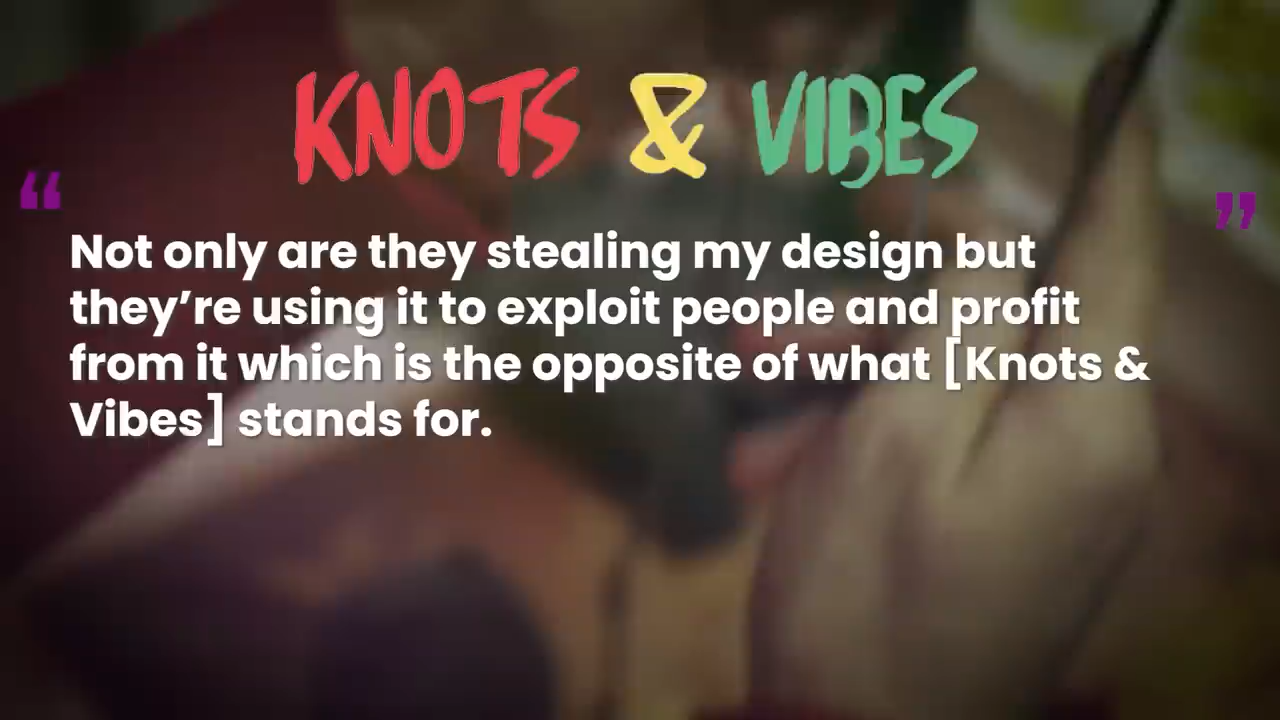 KNOTS & VIBES
“
”
Not only are they stealing my design but
they’re using it to exploit people and profit
from it which is the opposite of what [Knots &
Vibes] stands for.